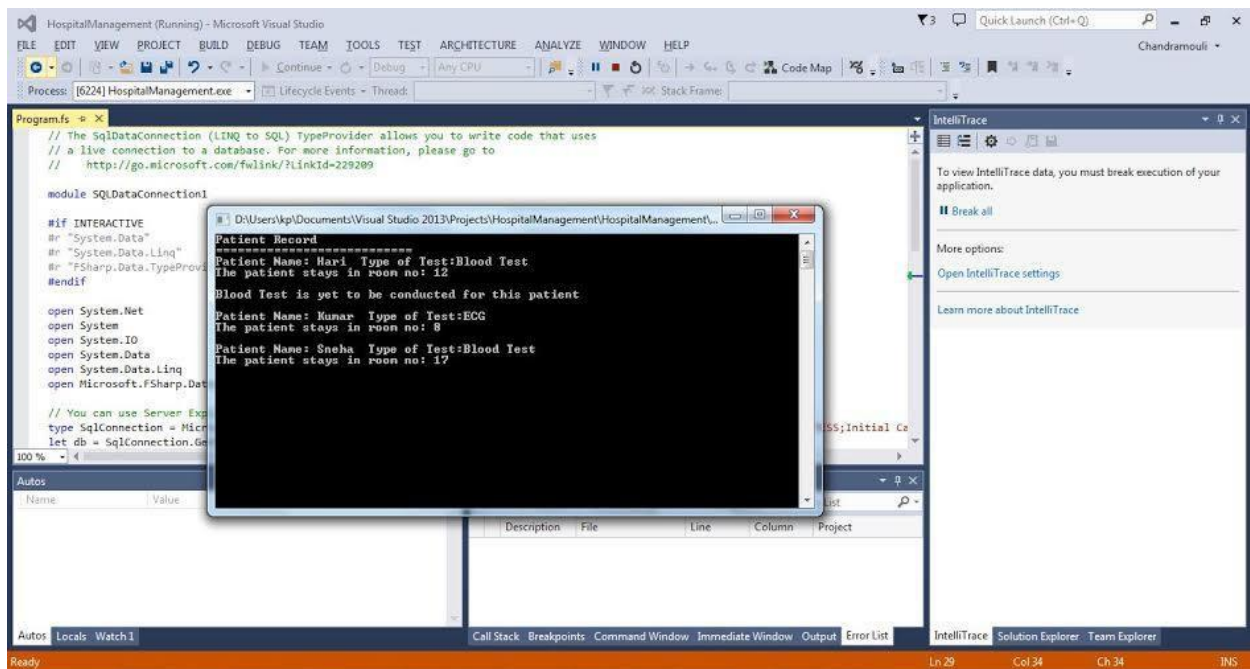 HospitalManagement (Running) - Microsoft Visual Studio
3
Quick Launch (Ctrl+Q)
FILE EDIT VIEW PROJECT BUILD DEBUG TEAM TOOLS TEST ARCHITECTURE ANALYZE WINDOW HELP
Chandramouli
Continue - Debug Any CPU Code Map
Process: [6224] HospitalManagement.exe Lifecycle Events Thread: Stack Frame:
Program.fs
// The SqlDataConnection (LINQ to SQL) TypeProvider allows you to write code that uses
// a live connection to a database. For more information, please go to
// http://go.microsoft.com/fwlink/?LinkId=229209
module SQLDataConnection1
#if INTERACTIVE
#r "System.Data"
#r "System.Data.Linq"
#r "FSharp.Data.TypeProvi
#endif
open System.Net
open System
open System.IO
open System.Data
open System.Data.Linq
open Microsoft.FSharp.Dat
// You can use Server Exp
type SqlConnection = Micr
SS;Initial Ca
let db = SqlConnection.Ge
100 %
D:\Users\kp\Documents\Visual Studio 2013\Projects\HospitalManagement\HospitalManagement\...
Patient Record
============================
Patient Name: Hari Type of Test:Blood Test
The patient stays in room no: 12
Blood Test is yet to be conducted for this patient
Patient Name: Kumar Type of Test:ECG
The patient stays in room no: 8
Patient Name: Sneha Type of Test:Blood Test
The patient stays in room no: 17
IntelliTrace
To view IntelliTrace data, you must break execution of your
application.
Break all
More options:
Open IntelliTrace settings
Learn more about IntelliTrace
Autos
Name Value
List
Description File Line Column Project
Autos Locals Watch 1
Call Stack Breakpoints Command Window Immediate Window Output Error List
IntelliTrace Solution Explorer Team Explorer
Ready
Ln 29 Col 34 Ch 34 INS